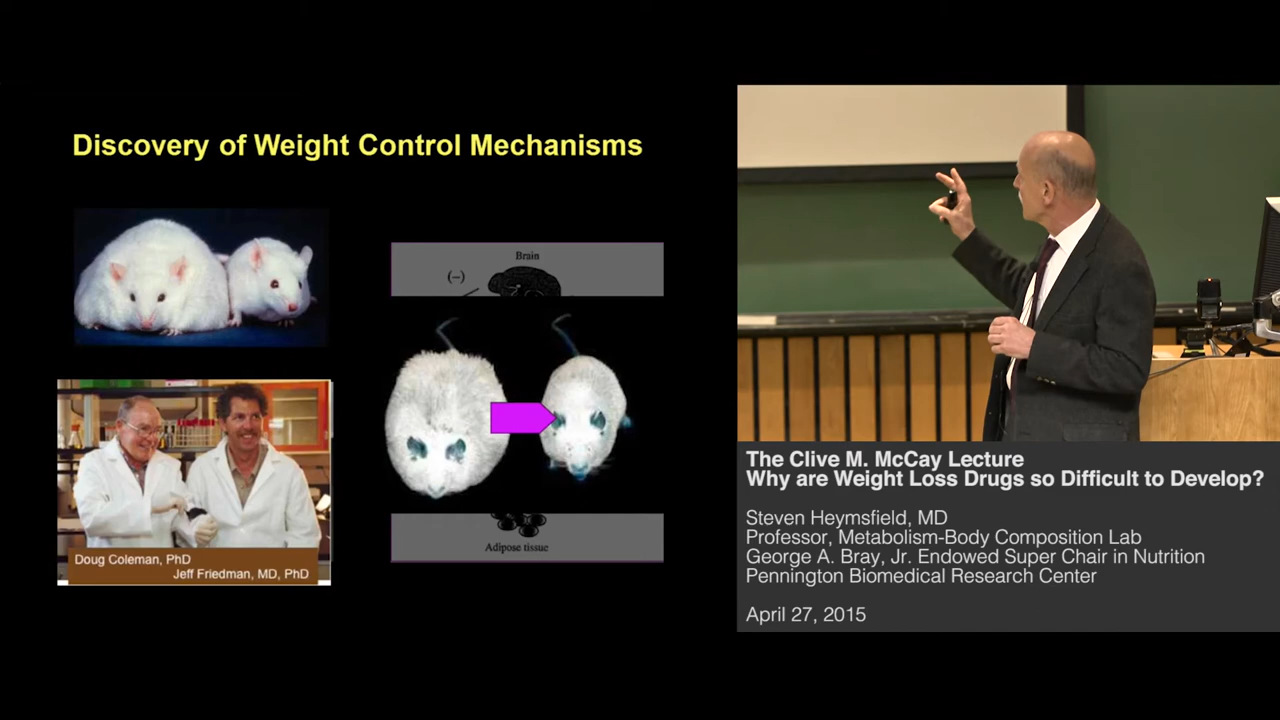 Discovery of Weight Control Mechanisms
Brain
(–)
Adipose tissue
Doug Coleman, PhD
Jeff Friedman, MD, PhD
The Clive M. McCay Lecture
Why are Weight Loss Drugs so Difficult to Develop?
Steven Heymsfield, MD
Professor, Metabolism-Body Composition Lab
George A. Bray, Jr. Endowed Super Chair in Nutrition
Pennington Biomedical Research Center
April 27, 2015